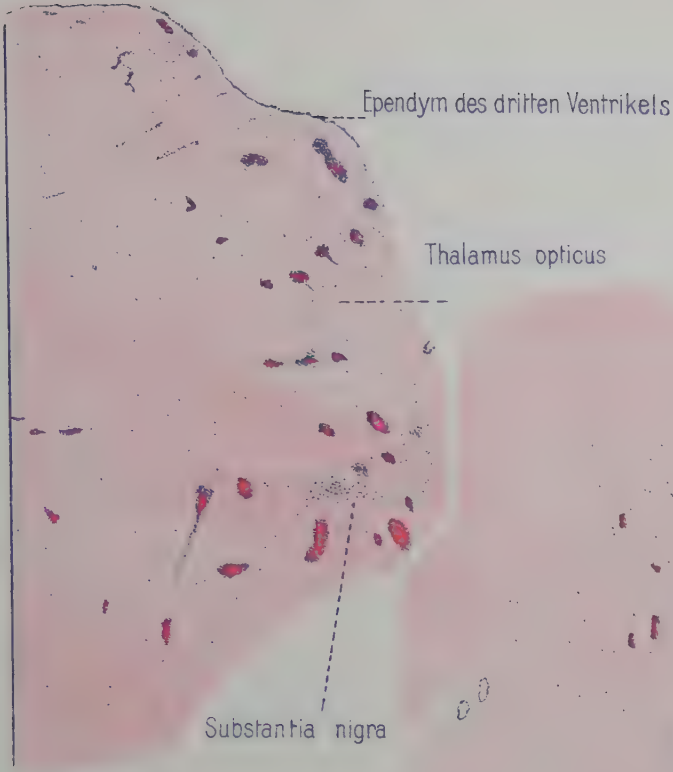 Ependym des dritten Ventrikels
Thalamus opticus
Substantia nigra